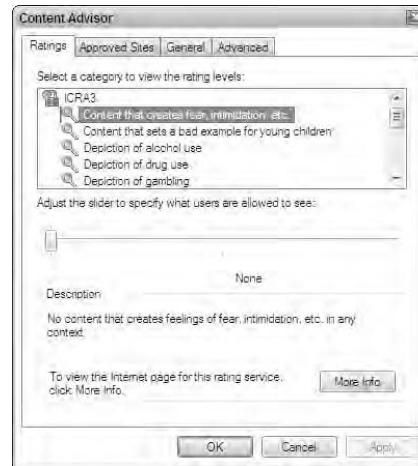 Content Advisor
Ratings Approved Sites General Advanced
Select a category to view the rating levels:
ICRA3
Content that creates fear, intimidation, etc.
Content that sets a bad example for young children
Depiction of alcohol use
Depiction of drug use
Depiction of gambling
Adjust the slider to specify what users are allowed to see:
None
Description
No content that creates feelings of fear, intimidation, etc. in any
context.
To view the Internet page for this rating service,
click More Info.
More Info
OK Cancel Apply